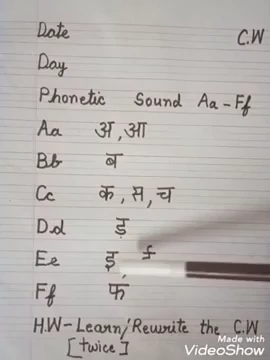 Date C.W
Day
Phonetic Sound Aa - Ff
Aa अ, आ
Bb ब
Cc क, स, च
Dd ड़
Ee इ,
Ff फ
H.W - Learn/Rewrite the C.W
[twice]
Made with
VideoShow